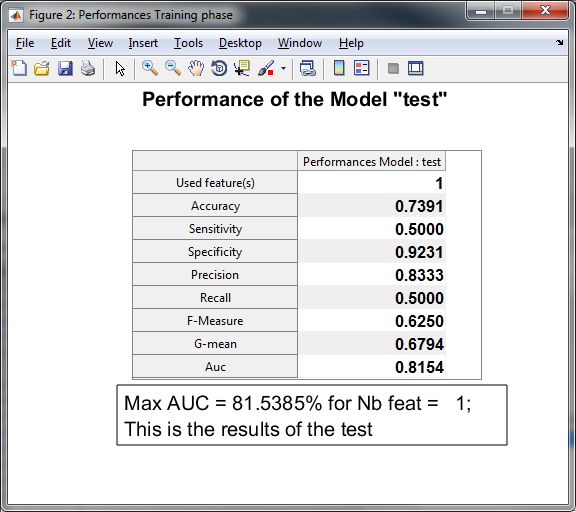 Figure 2: Performances Training phase
File Edit View Insert Tools Desktop Window Help
Performance of the Model "test"
Performances Model : test
Used feature(s) 1
Accuracy 0.7391
Sensitivity 0.5000
Specificity 0.9231
Precision 0.8333
Recall 0.5000
F-Measure 0.6250
G-mean 0.6794
Auc 0.8154
Max AUC = 81.5385% for Nb feat = 1;
This is the results of the test